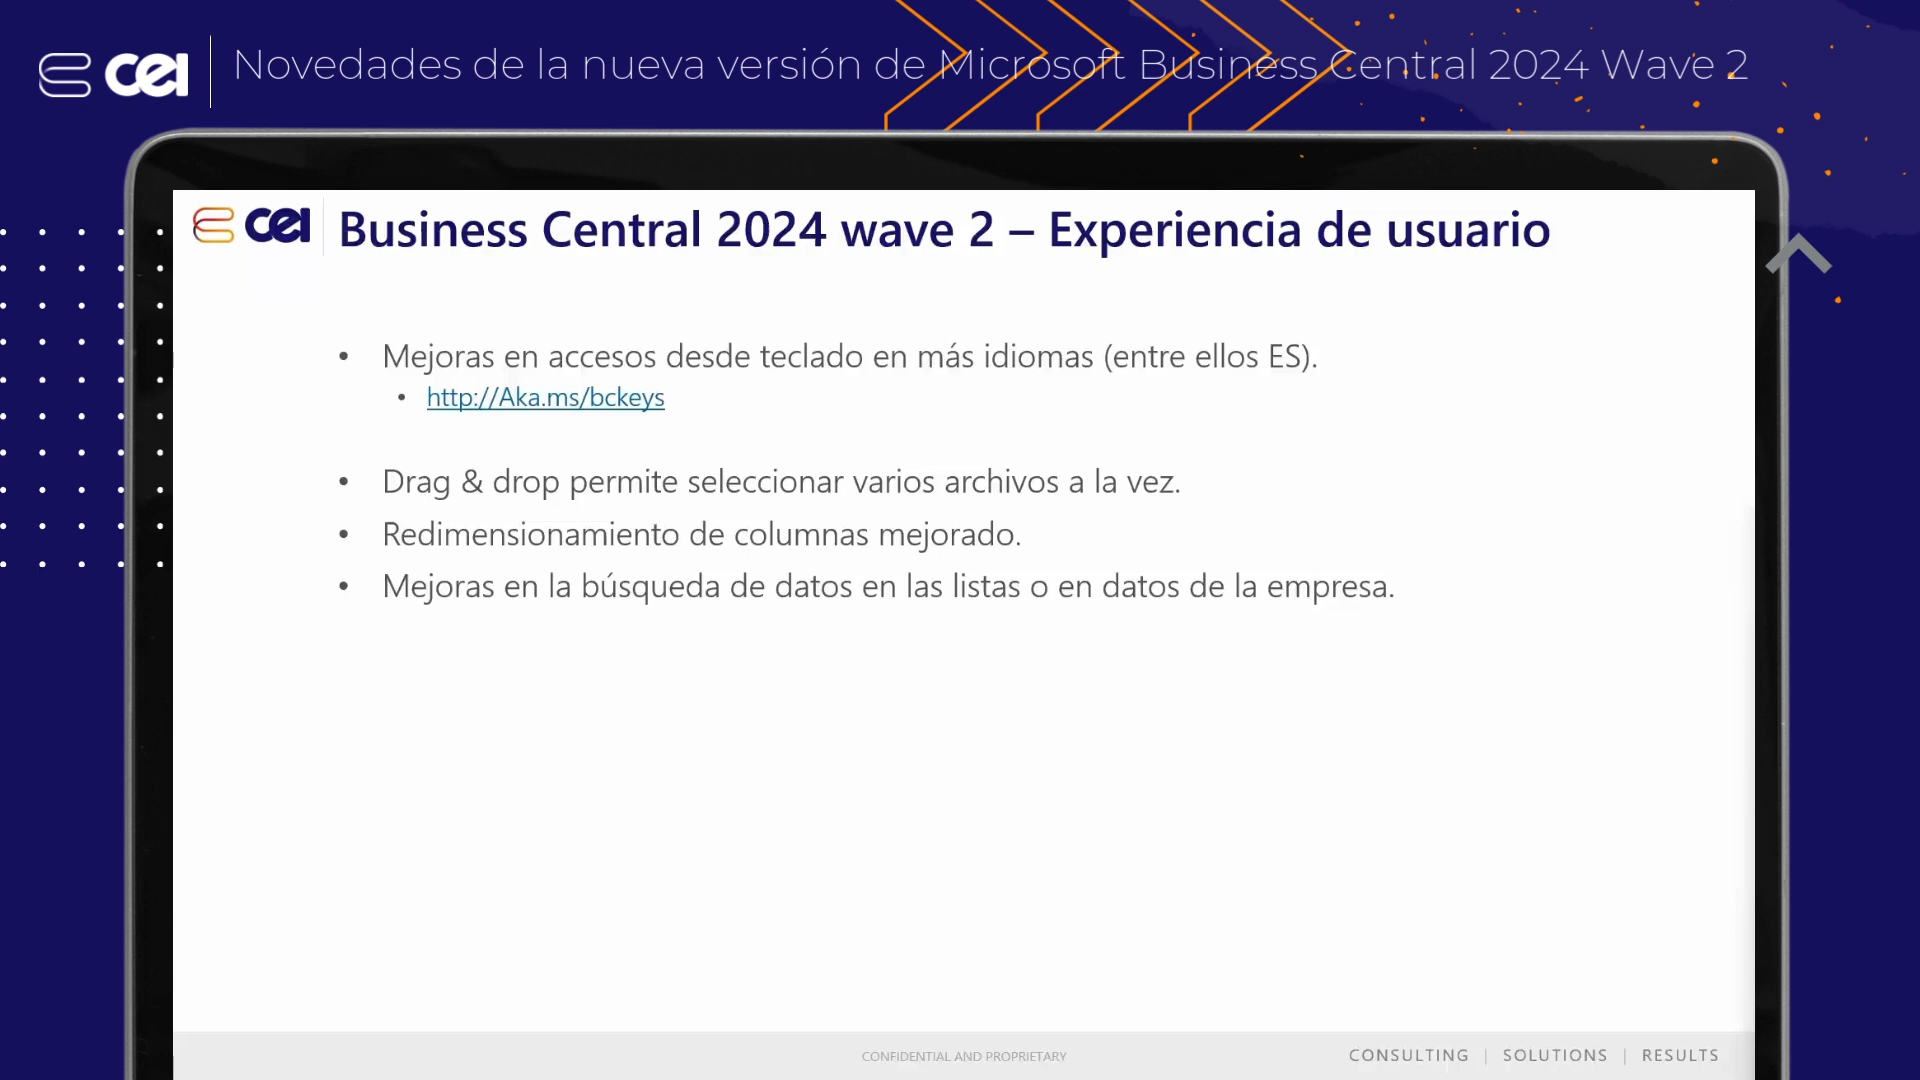 cei
Novedades de la nueva versión de Microsoft Business Central 2024 Wave 2
cei
Business Central 2024 wave 2 – Experiencia de usuario
• Mejoras en accesos desde teclado en más idiomas (entre ellos ES).
• http://Aka.ms/bckeys
• Drag & drop permite seleccionar varios archivos a la vez.
• Redimensionamiento de columnas mejorado.
• Mejoras en la búsqueda de datos en las listas o en datos de la empresa.
CONFIDENTIAL AND PROPRIETARY
CONSULTING | SOLUTIONS | RESULTS